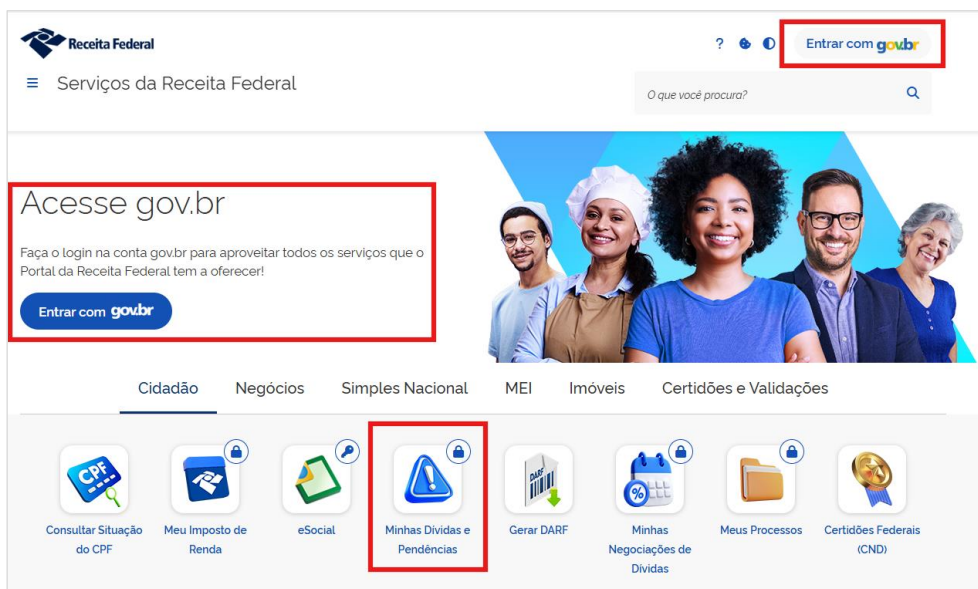 Receita Federal
?
Entrar com gov.br
Serviços da Receita Federal
O que você procura?
Acesse gov.br
Faça o login na conta gov.br para aproveitar todos os serviços que o
Portal da Receita Federal tem a oferecer!
Entrar com gov.br
Cidadão Negócios Simples Nacional MEI Imóveis Certidões e Validações
CPF
DARF
%
Consultar Situação
do CPF
Meu Imposto de
Renda
eSocial
Minhas Dívidas e
Pendências
Gerar DARF
Minhas
Negociações de
Dívidas
Meus Processos
Certidões Federais
(CND)